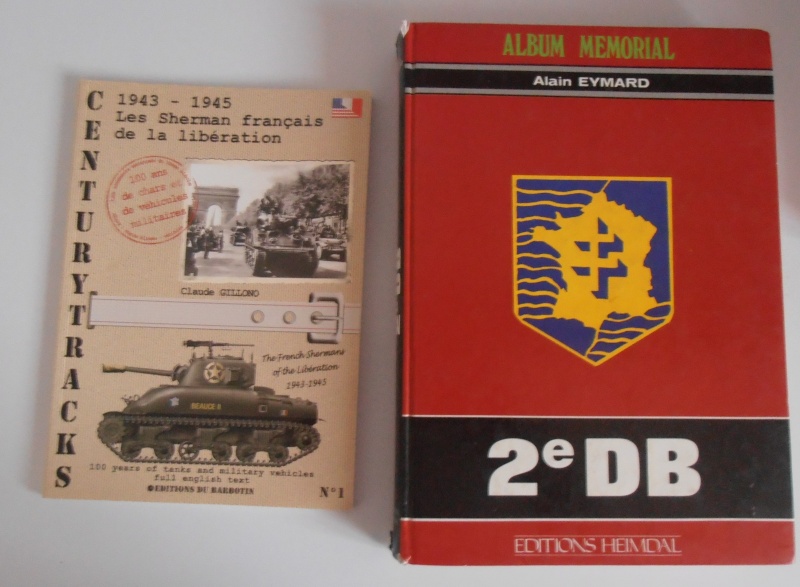 CENTURYTRACKS
1943 - 1945
Les Sherman français
de la libération
100 ans
de chars et
de véhicules
militaires
Claude GILLONO
The French Shermans
of the Libération
1943-1945
BEAUCE II
100 years of tanks and military vehicles
full english text
EDITIONS DU BARBOTIN
N°1
ALBUM MEMORIAL
Alain EYMARD
2e DB
EDITIONS HEIMDAL